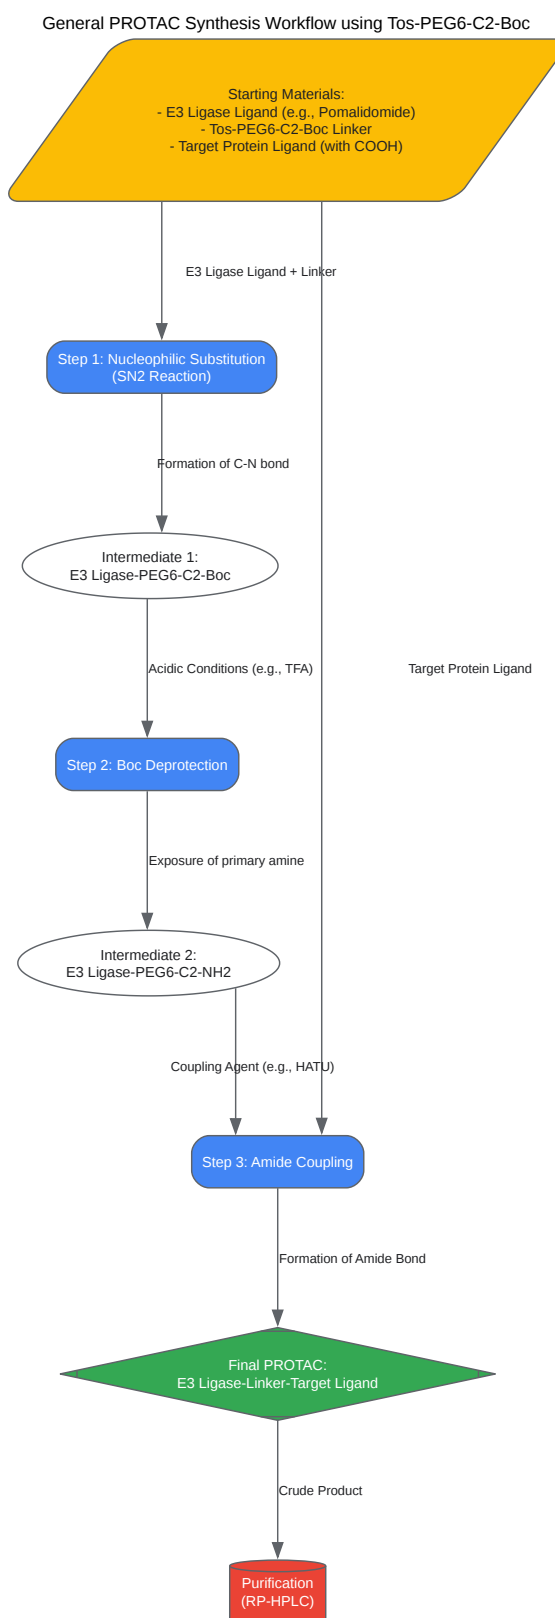 General PROTAC Synthesis Workflow using Tos-PEG6-C2-Boc
Starting Materials:
- E3 Ligase Ligand (e.g., Pomalidomide)
- Tos-PEG6-C2-Boc Linker
- Target Protein Ligand (with COOH)
E3 Ligase Ligand + Linker
Step 1: Nucleophilic Substitution
(SN2 Reaction)
Formation of C-N bond
Intermediate 1:
E3 Ligase-PEG6-C2-Boc
Acidic Conditions (e.g., TFA)
Target Protein Ligand
Step 2: Boc Deprotection
Exposure of primary amine
Intermediate 2:
E3 Ligase-PEG6-C2-NH2
Coupling Agent (e.g., HATU)
Step 3: Amide Coupling
Formation of Amide Bond
Final PROTAC:
E3 Ligase-Linker-Target Ligand
Crude Product
Purification
(RP-HPLC)